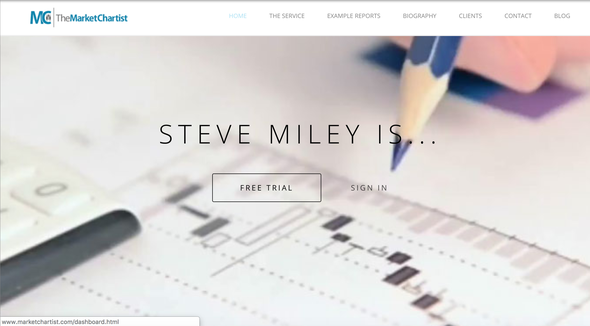 MC TheMarketChartist
HOME THE SERVICE EXAMPLE REPORTS BIOGRAPHY CLIENTS CONTACT BLOG
STEVE MILEY IS...
FREE TRIAL SIGN IN
0
www.marketchartist.com/dashboard.html